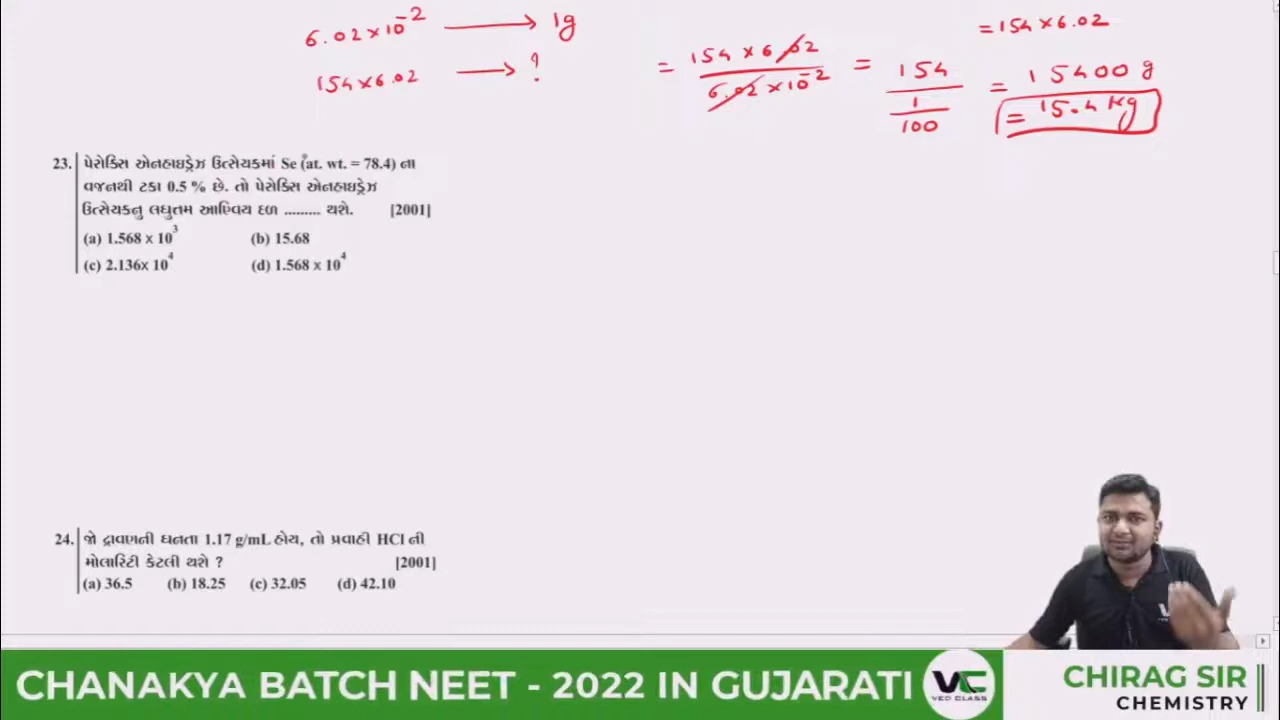 6.02×10⁻² ⟶ 1g
154×6.02 ⟶ ?
= 154 × 6.02 / 6.02×10⁻² = 154 / 1/100 = 15400 g
= 154×6.02
= 15.4 Kg
23. પેરોક્સિ એનહાઇડ્રેઝ ઉત્સેચકમાં Se (at. wt. = 78.4) ના
વજનથી ટકા 0.5 % છે. તો પેરોક્સિ એનહાઇડ્રેઝ
ઉત્સેચકનુ લઘુતમ આણ્વિય દળ ......... થશે. [2001]
(a) 1.568 x 10³ (b) 15.68
(c) 2.136x 10⁴ (d) 1.568 x 10⁴
24. જો દ્રાવણની ઘનતા 1.17 g/mL હોય, તો પ્રવાહી HCl ની
મોલારિટી કેટલી થશે ? [2001]
(a) 36.5 (b) 18.25 (c) 32.05 (d) 42.10
CHANAKYA BATCH NEET - 2022 IN GUJARATI
VC
VED CLASS
CHIRAG SIR
CHEMISTRY